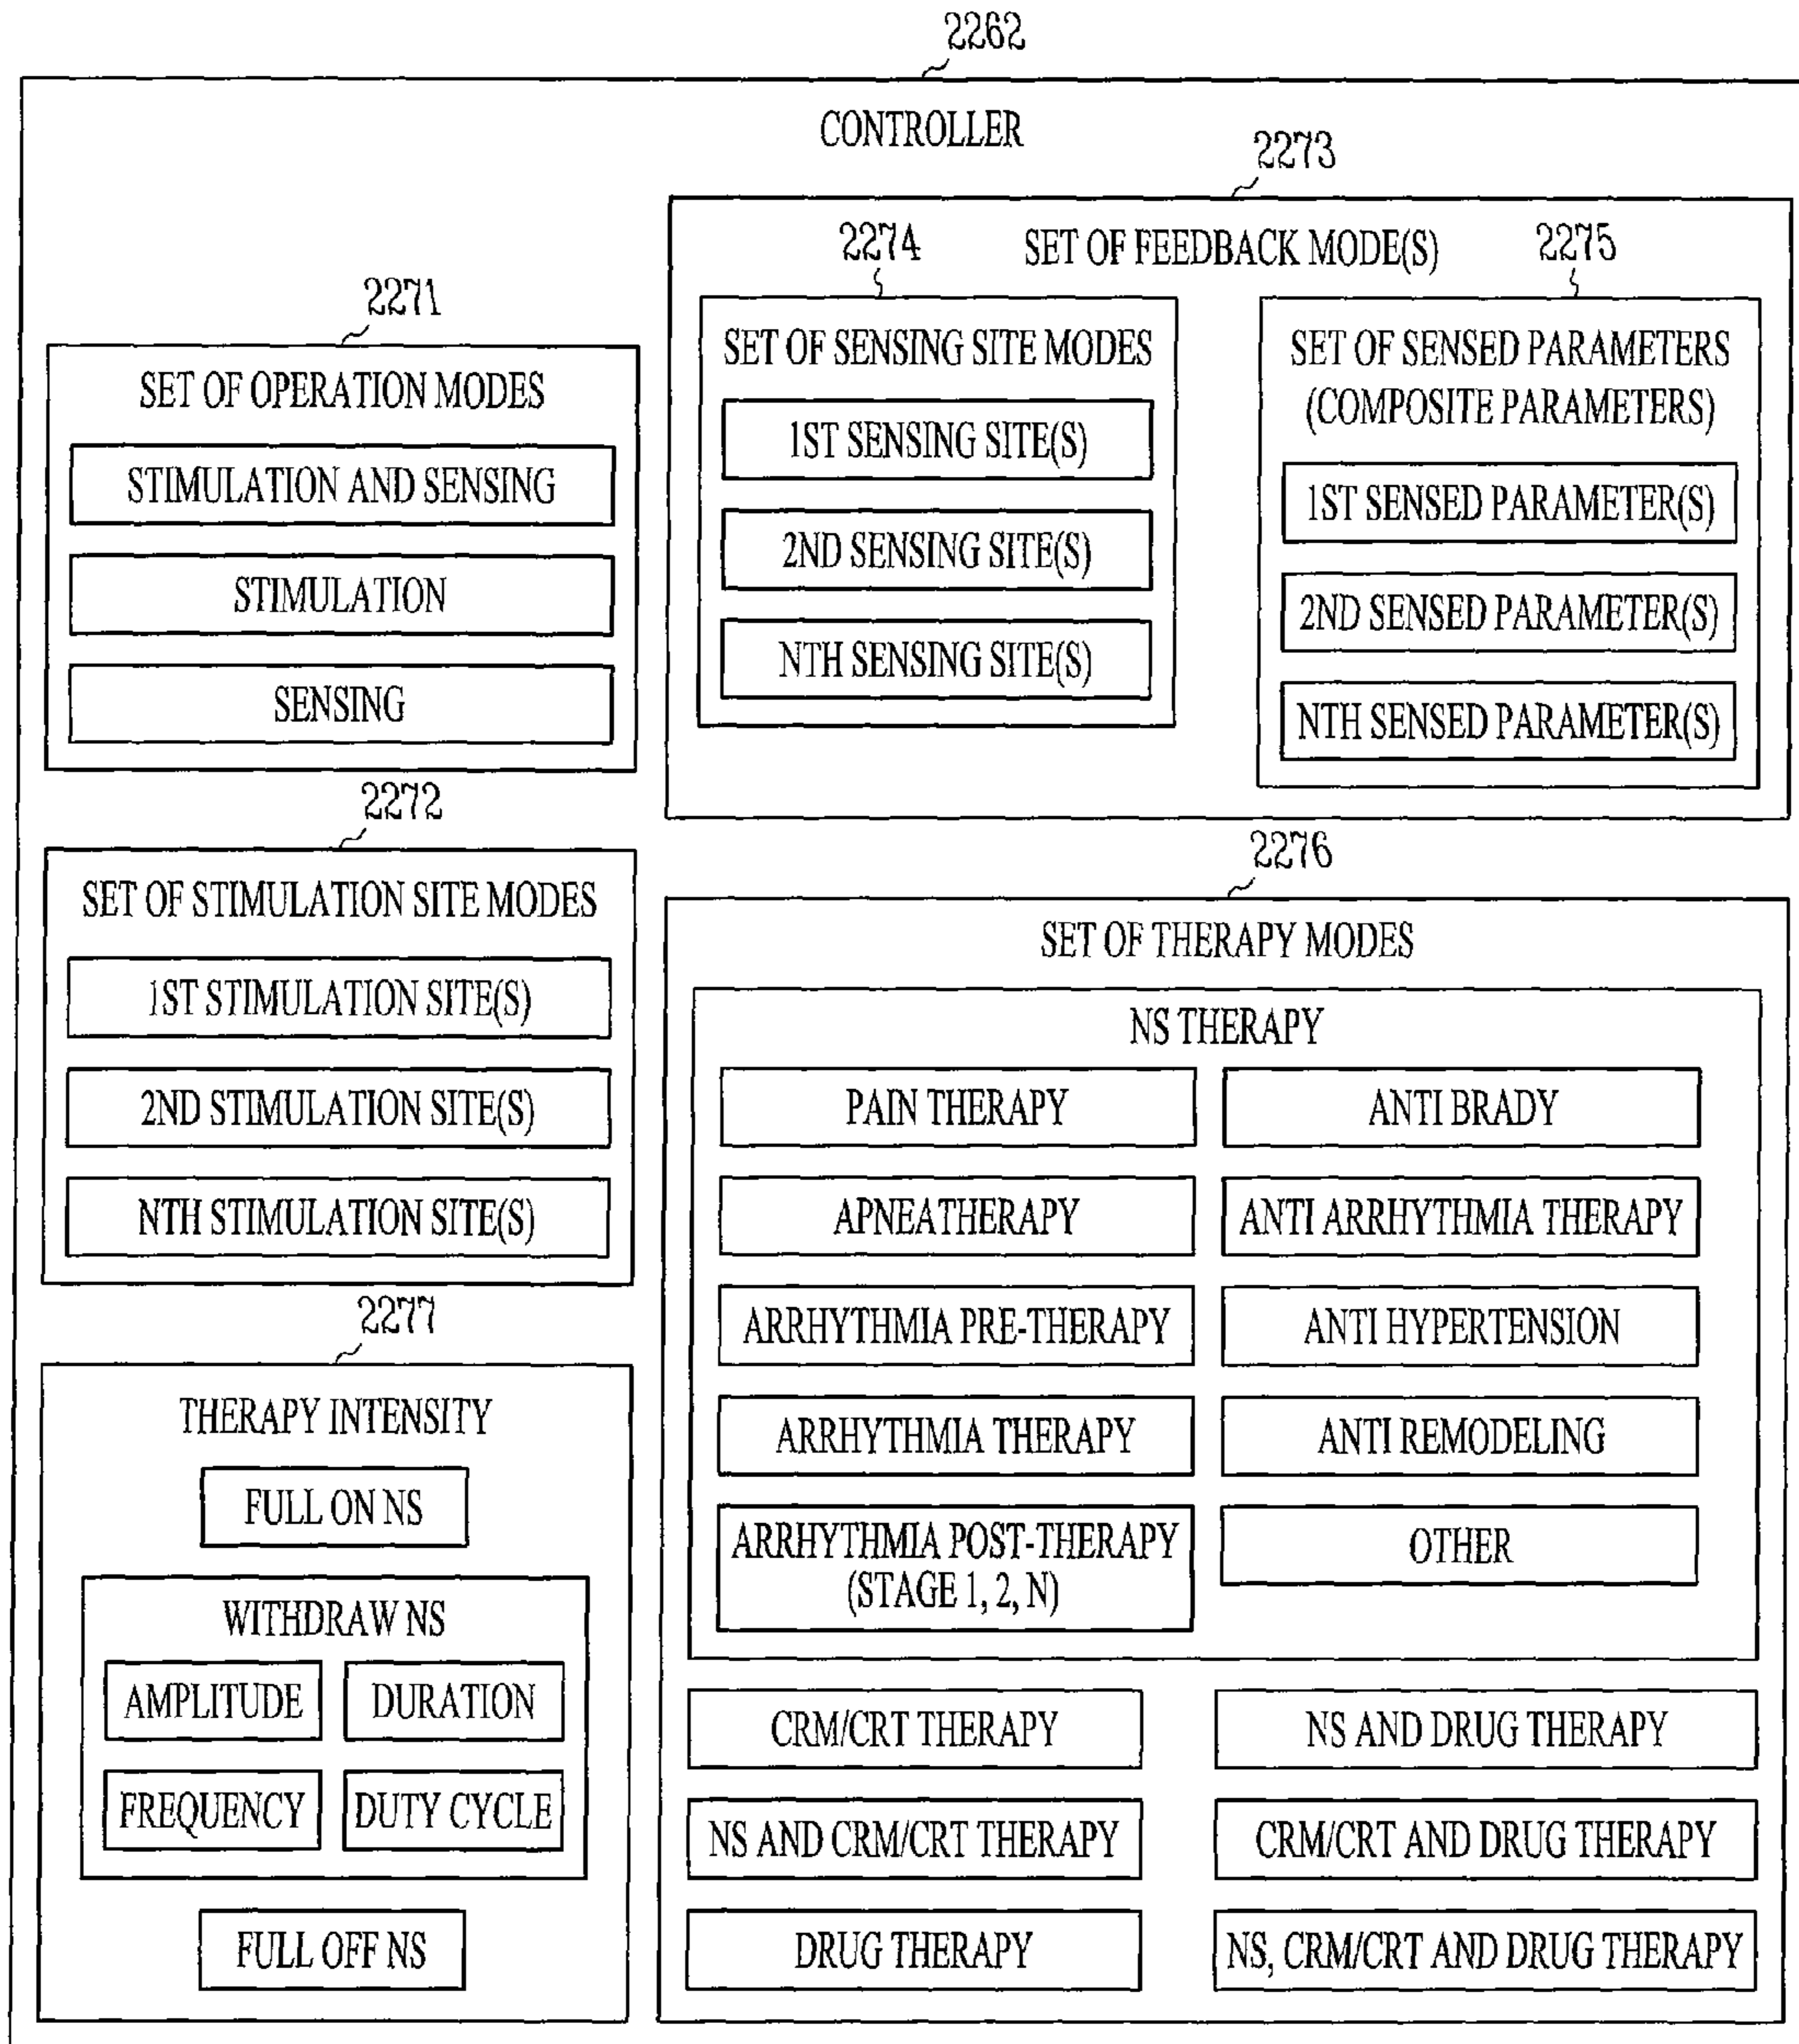 2262
CONTROLLER
2271
SET OF OPERATION MODES
STIMULATION AND SENSING
STIMULATION
SENSING
2272
SET OF STIMULATION SITE MODES
1ST STIMULATION SITE(S)
2ND STIMULATION SITE(S)
NTH STIMULATION SITE(S)
2277
THERAPY INTENSITY
FULL ON NS
WITHDRAW NS
AMPLITUDE
DURATION
FREQUENCY
DUTY CYCLE
FULL OFF NS
2273
SET OF FEEDBACK MODE(S)
2274
SET OF SENSING SITE MODES
1ST SENSING SITE(S)
2ND SENSING SITE(S)
NTH SENSING SITE(S)
2275
SET OF SENSED PARAMETERS
(COMPOSITE PARAMETERS)
1ST SENSED PARAMETER(S)
2ND SENSED PARAMETER(S)
NTH SENSED PARAMETER(S)
2276
SET OF THERAPY MODES
NS THERAPY
PAIN THERAPY
ANTI BRADY
APNEATHERAPY
ANTI ARRHYTHMIA THERAPY
ARRHYTHMIA PRE-THERAPY
ANTI HYPERTENSION
ARRHYTHMIA THERAPY
ANTI REMODELING
ARRHYTHMIA POST-THERAPY
(STAGE 1, 2, N)
OTHER
CRM/CRT THERAPY
NS AND DRUG THERAPY
NS AND CRM/CRT THERAPY
CRM/CRT AND DRUG THERAPY
DRUG THERAPY
NS, CRM/CRT AND DRUG THERAPY